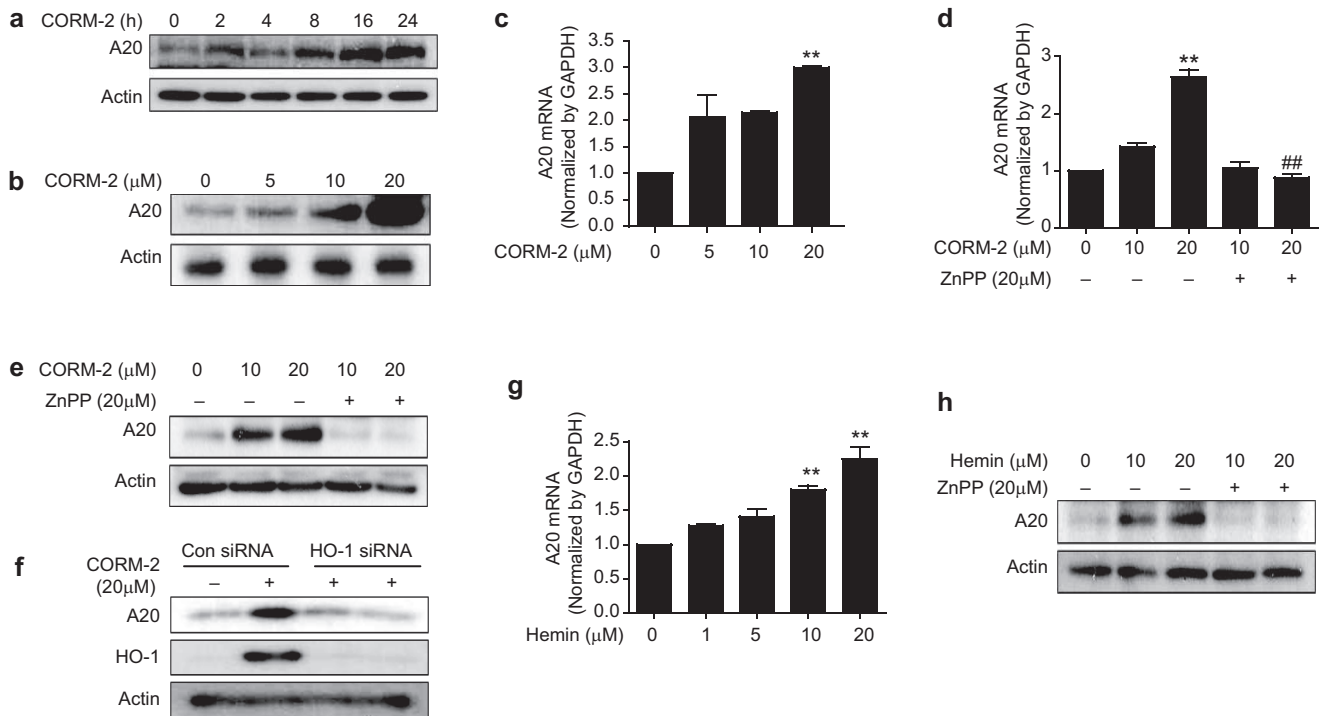 a
CORM-2 (h) 0 2 4 8 16 24
A20
Actin
b
CORM-2 (μM) 0 5 10 20
A20
Actin
c
A20 mRNA
(Normalized by GAPDH)
3.5
3.0
2.5
2.0
1.5
1.0
0.5
0.0
**
CORM-2 (μM) 0 5 10 20
d
A20 mRNA
(Normalized by GAPDH)
3
2
1
0
**
##
CORM-2 (μM) 0 10 20 10 20
ZnPP (20μM) – – – + +
e
CORM-2 (μM) 0 10 20 10 20
ZnPP (20μM) – – – + +
A20
Actin
f
Con siRNA HO-1 siRNA
CORM-2
(20μM) – + + +
A20
HO-1
Actin
g
A20 mRNA
(Normalized by GAPDH)
2.5
2.0
1.5
1.0
0.5
0.0
** **
Hemin (μM) 0 1 5 10 20
h
Hemin (μM) 0 10 20 10 20
ZnPP (20μM) – – – + +
A20
Actin